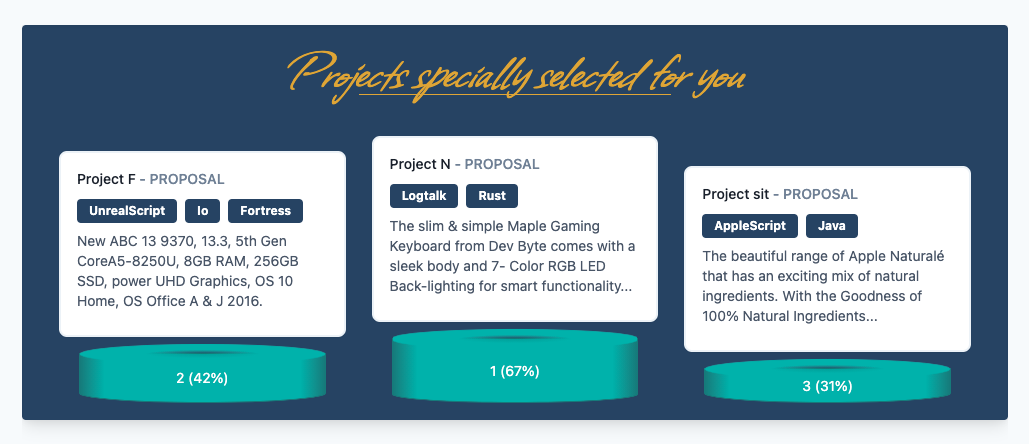 Projects specially selected for you
Project F - PROPOSAL
UnrealScript
Io
Fortress
New ABC 13 9370, 13.3, 5th Gen
CoreA5-8250U, 8GB RAM, 256GB
SSD, power UHD Graphics, OS 10
Home, OS Office A & J 2016.
2 (42%)
Project N - PROPOSAL
Logtalk
Rust
The slim & simple Maple Gaming
Keyboard from Dev Byte comes with a
sleek body and 7- Color RGB LED
Back-lighting for smart functionality...
1 (67%)
Project sit - PROPOSAL
AppleScript
Java
The beautiful range of Apple Naturalé
that has an exciting mix of natural
ingredients. With the Goodness of
100% Natural Ingredients...
3 (31%)